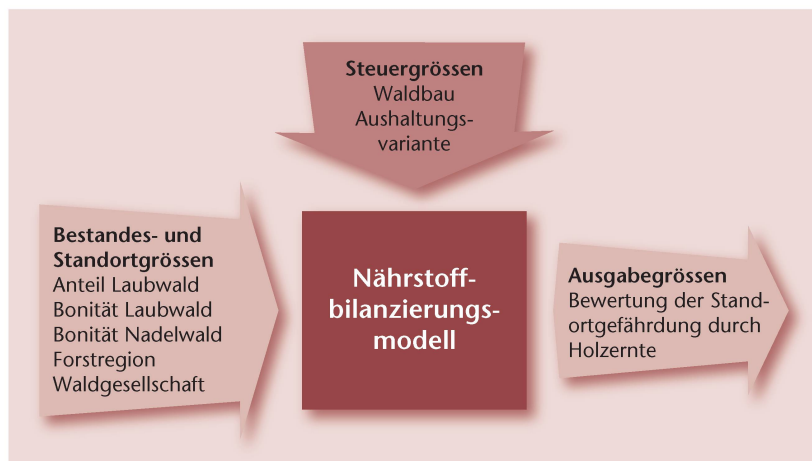 Steuergrössen
Waldbau
Aushaltungs-
variante
Bestandes- und
Standortgrössen
Anteil Laubwald
Bonität Laubwald
Bonität Nadelwald
Forstregion
Waldgesellschaft
Nährstoff-
bilanzierungs-
modell
Ausgabegrössen
Bewertung der Stand-
ortgefährdung durch
Holzernte